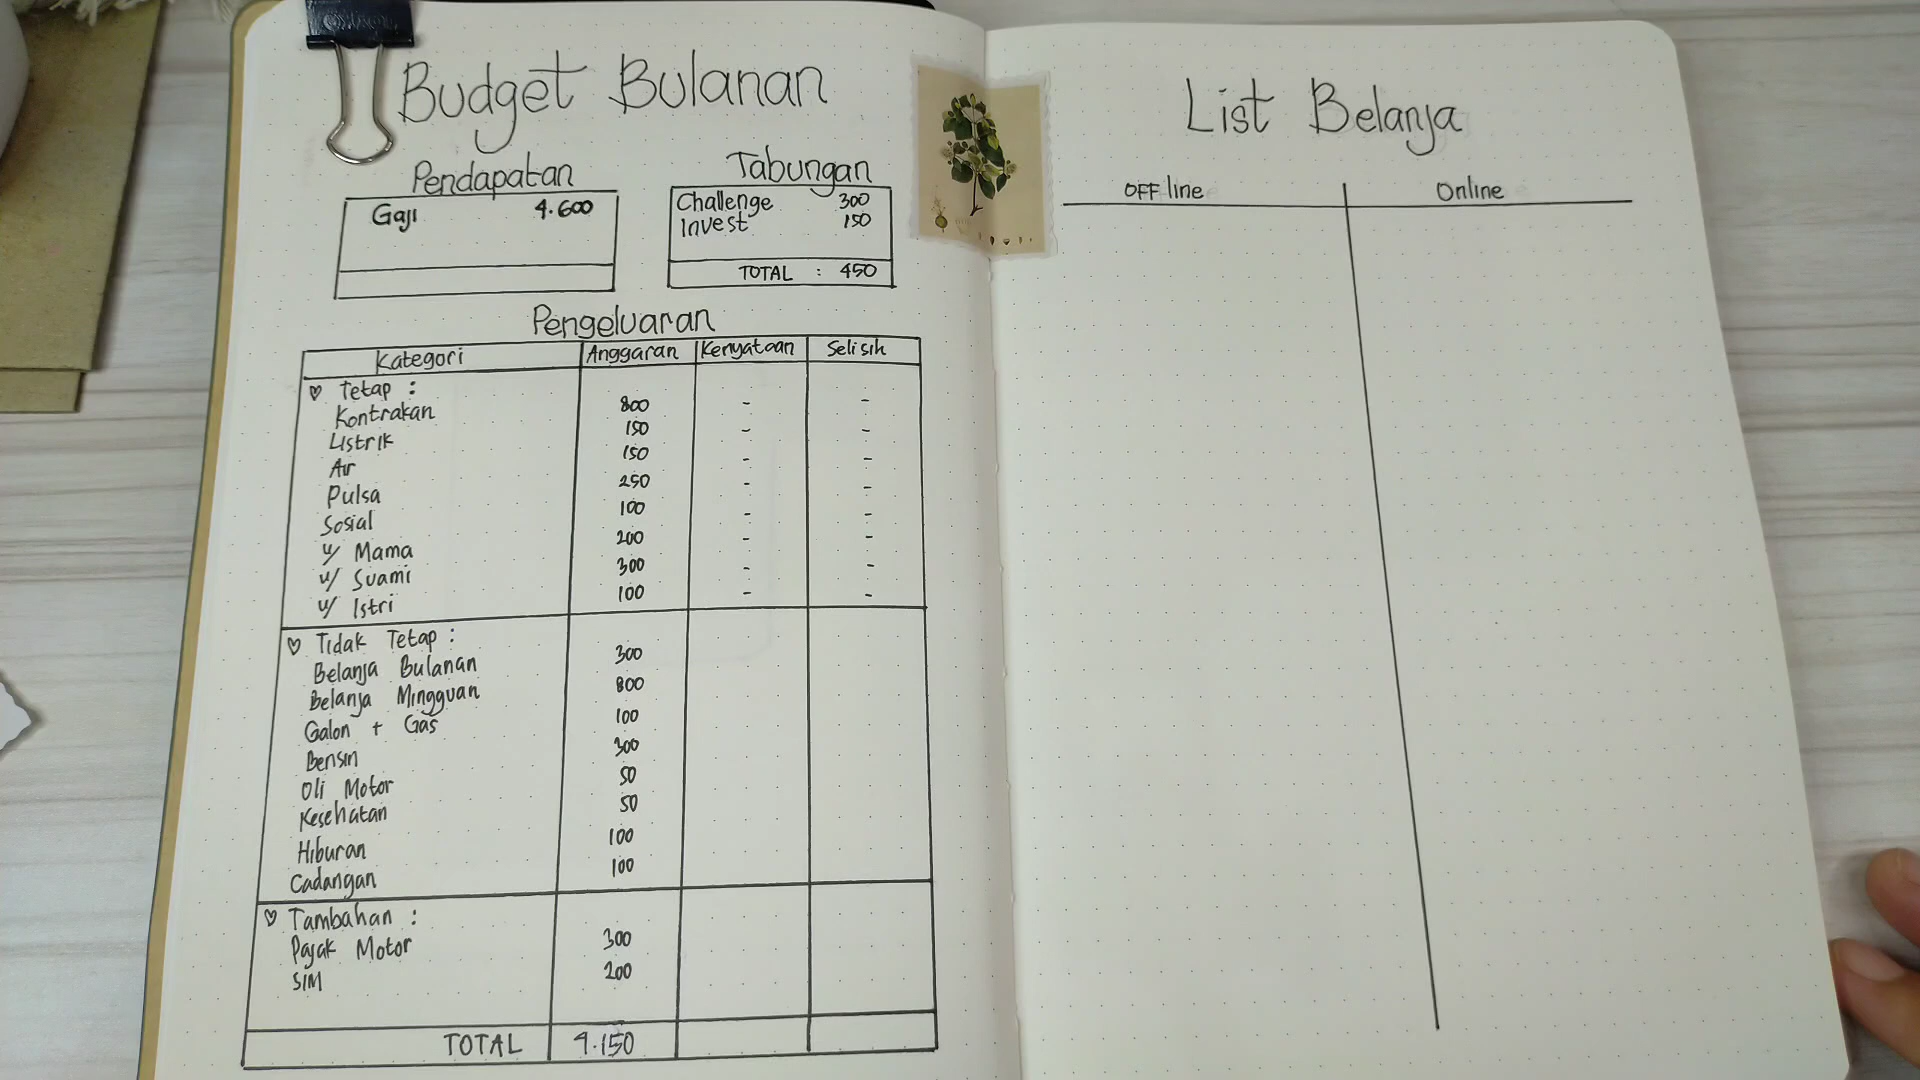 Budget Bulanan
Pendapatan
Gaji 4.600
Tabungan
Challenge 300
Invest 150
TOTAL : 450
Pengeluaran
Kategori Anggaran Kenyataan Selisih
♡ Tetap :
Kontrakan 800 - -
Listrik 150 - -
Air 150 - -
Pulsa 250 - -
Sosial 100 - -
u/ Mama 200 - -
u/ Suami 300 - -
u/ Istri 100 - -
♡ Tidak Tetap :
Belanja Bulanan 300
Belanja Mingguan 800
Galon + Gas 100
Bensin 300
Oli Motor 50
Kesehatan 50
Hiburan 100
Cadangan 100
♡ Tambahan :
Pajak Motor 300
SIM 200
TOTAL 4.150
List Belanja
OFFline Online